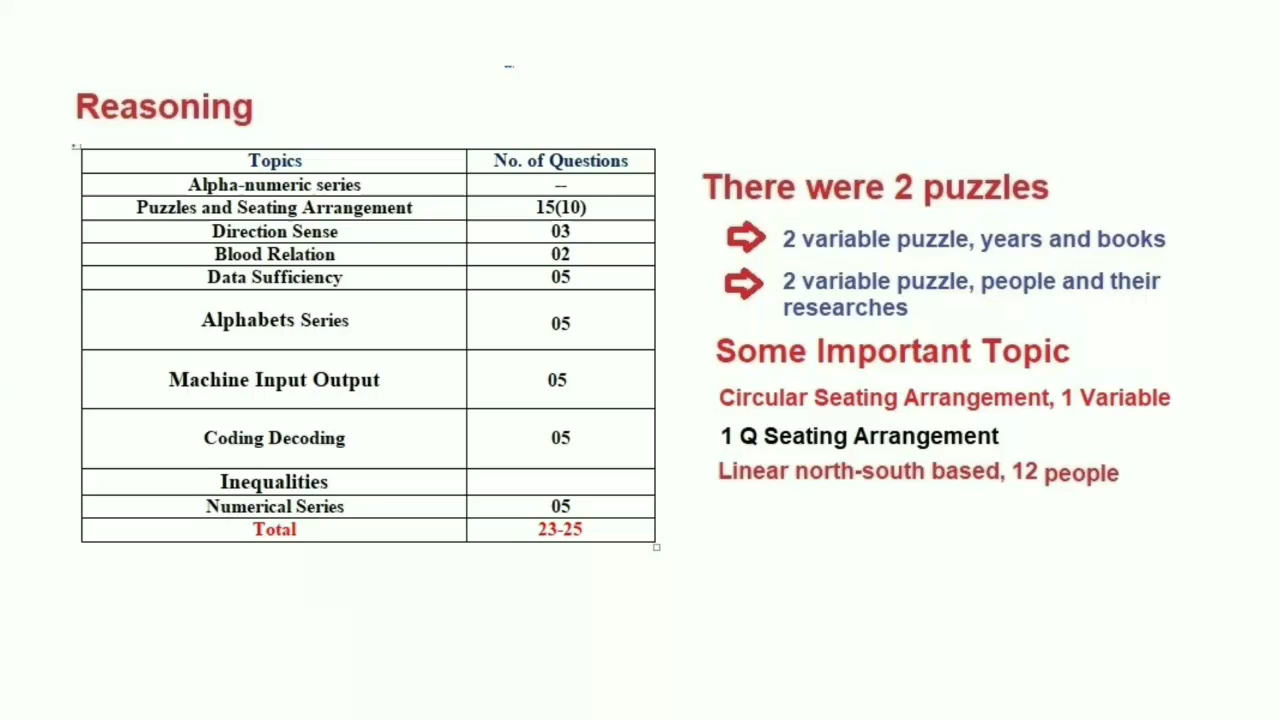 Reasoning
Topics No. of Questions
Alpha-numeric series --
Puzzles and Seating Arrangement 15(10)
Direction Sense 03
Blood Relation 02
Data Sufficiency 05
Alphabets Series 05
Machine Input Output 05
Coding Decoding 05
Inequalities
Numerical Series 05
Total 23-25
There were 2 puzzles
2 variable puzzle, years and books
2 variable puzzle, people and their
researches
Some Important Topic
Circular Seating Arrangement, 1 Variable
1 Q Seating Arrangement
Linear north-south based, 12 people